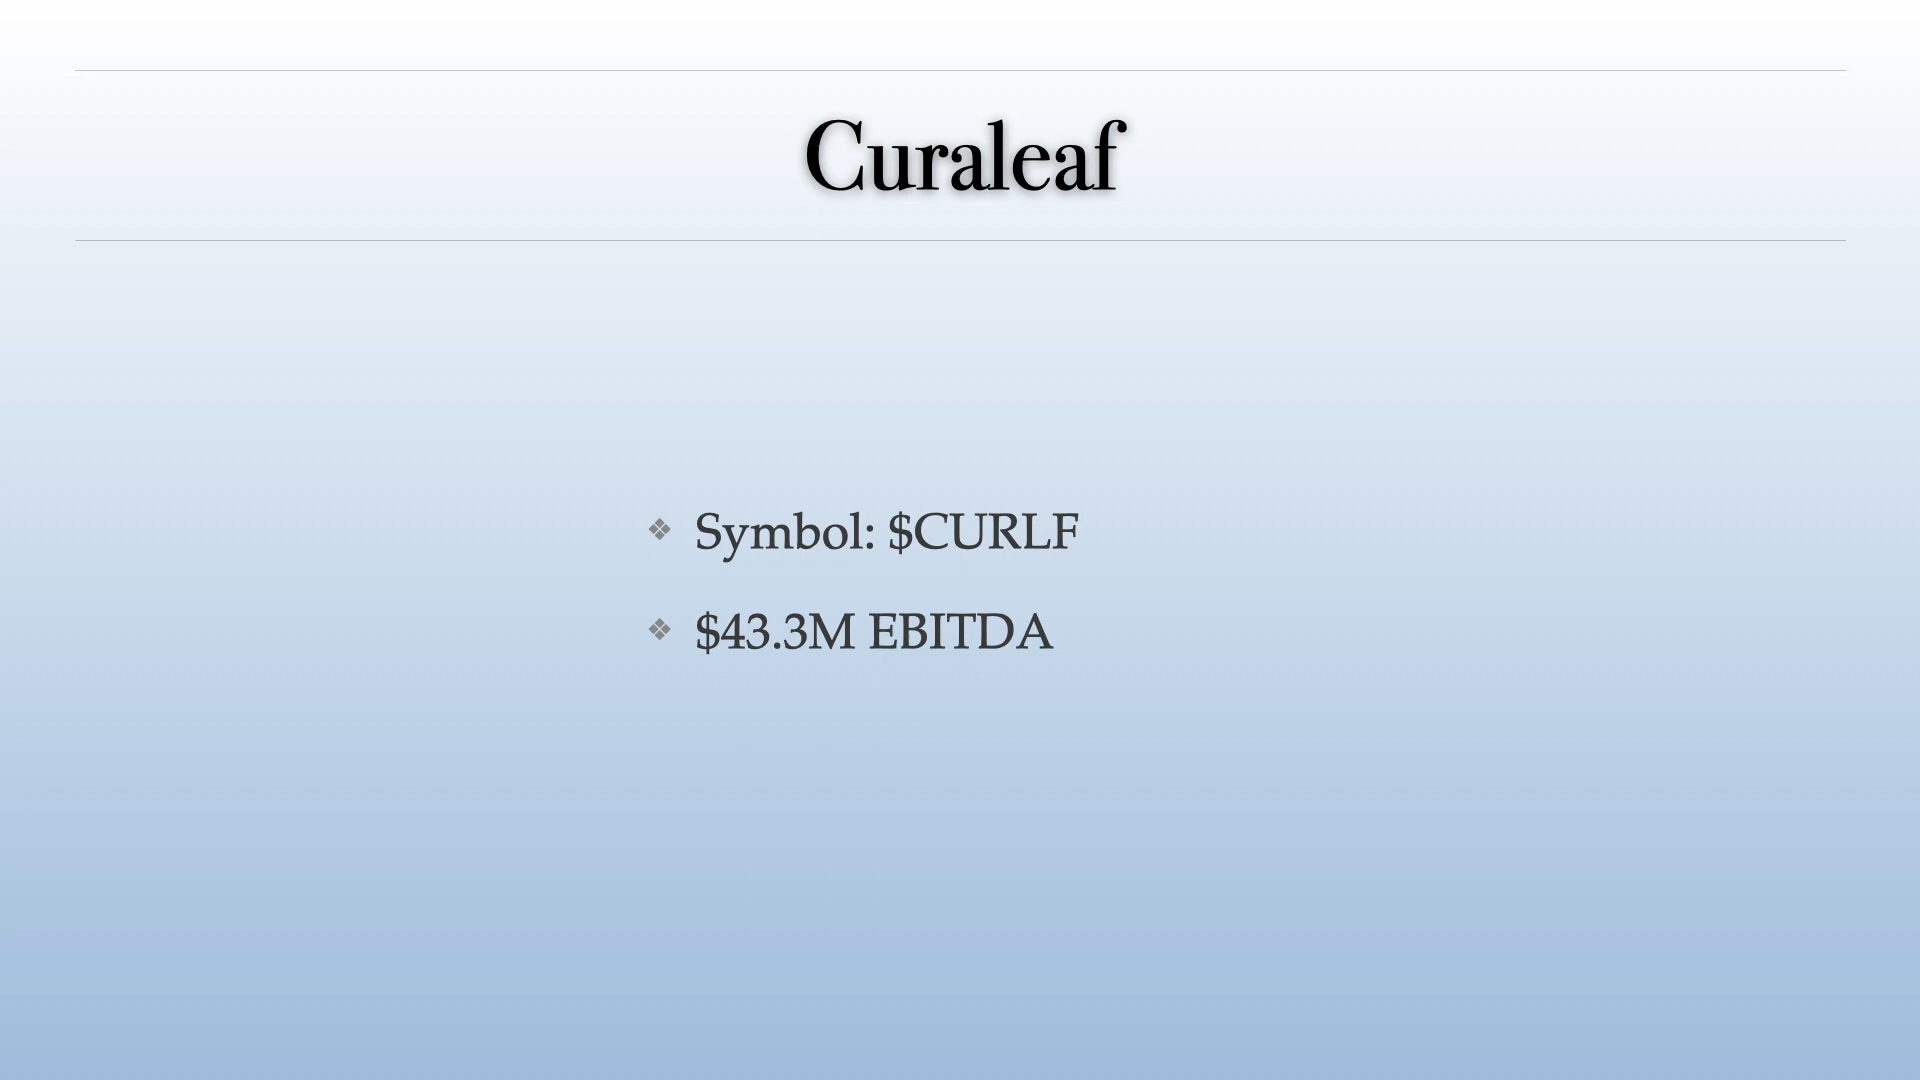 Curaleaf
❖ Symbol: $CURLF
❖ $43.3M EBITDA